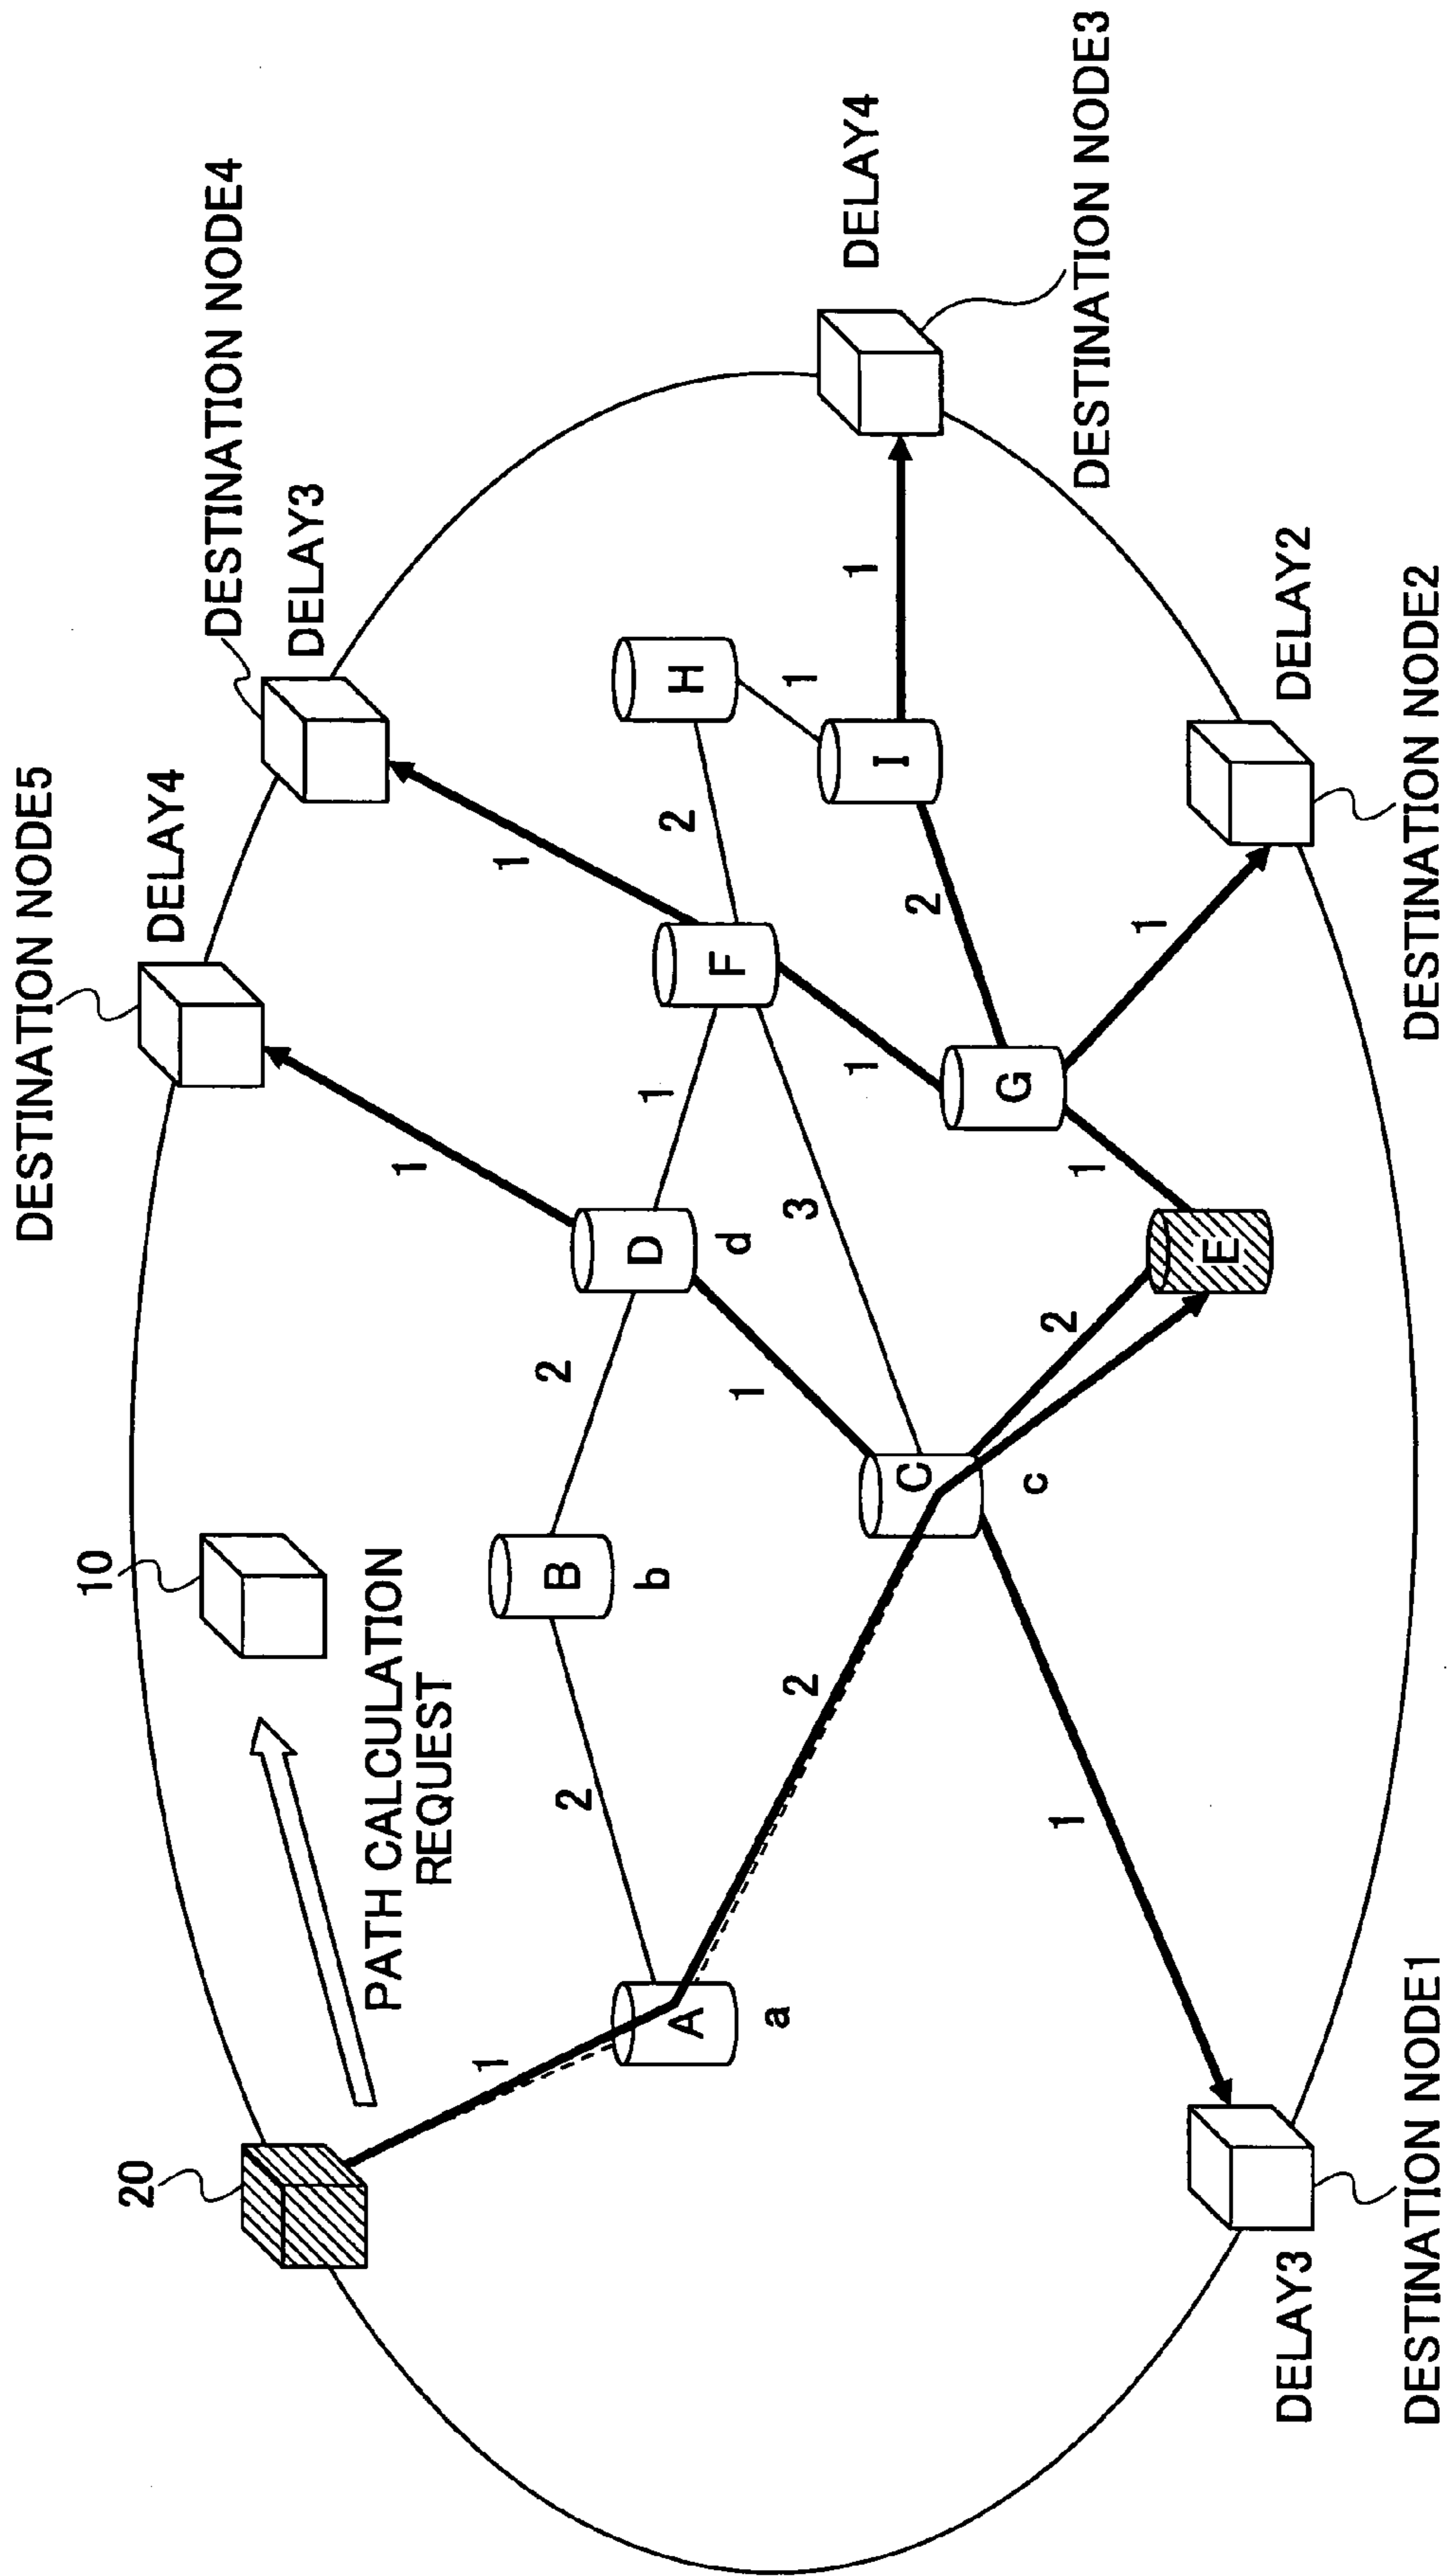 DESTINATION NODE5
DELAY4
DESTINATION NODE4
DELAY3
10
20
PATH CALCULATION
REQUEST
1
1
1
2
2
B
b
D
d
1
F
2
H
1
A
a
2
1
3
1
I
1
DELAY4
DESTINATION NODE3
C
c
2
G
2
1
1
E
1
DELAY3
DESTINATION NODE1
DELAY2
DESTINATION NODE2